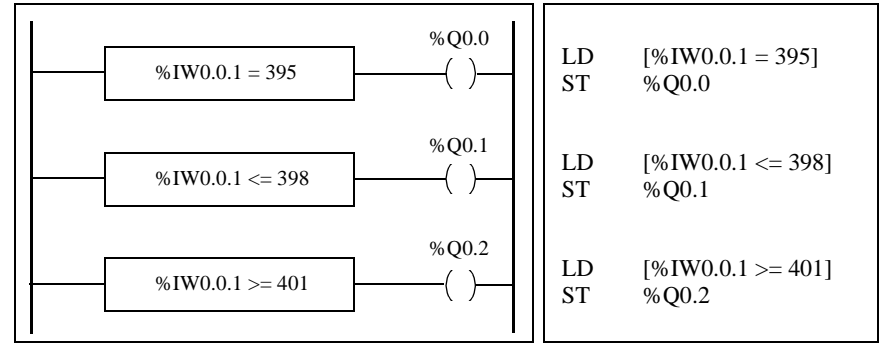 %Q0.0
%IW0.0.1 = 395
%Q0.1
%IW0.0.1 <= 398
%Q0.2
%IW0.0.1 >= 401
LD [%IW0.0.1 = 395]
ST %Q0.0
LD [%IW0.0.1 <= 398]
ST %Q0.1
LD [%IW0.0.1 >= 401]
ST %Q0.2